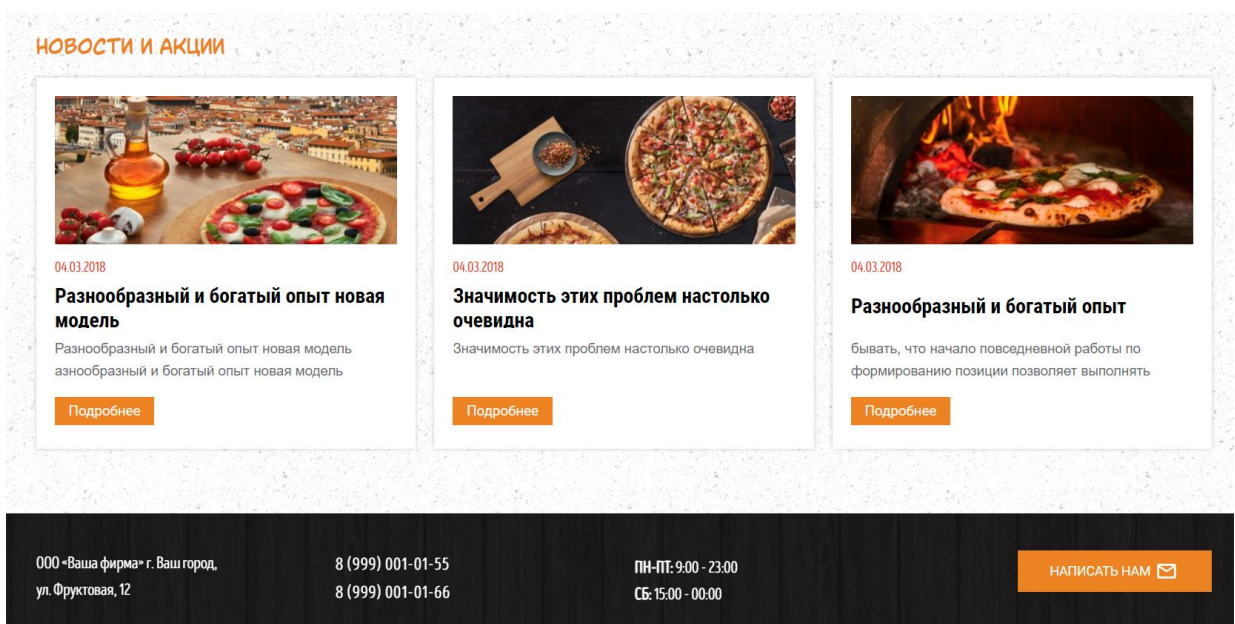 НОВОСТИ И АКЦИИ
04.03.2018
Разнообразный и богатый опыт новая
модель
Разнообразный и богатый опыт новая модель
азнообразный и богатый опыт новая модель
Подробнее
04.03.2018
Значимость этих проблем настолько
очевидна
Значимость этих проблем настолько очевидна
Подробнее
04.03.2018
Разнообразный и богатый опыт
бывать, что начало повседневной работы по
формированию позиции позволяет выполнять
Подробнее
ООО «Ваша фирма» г. Ваш город,
ул. Фруктовая, 12
8 (999) 001-01-55
8 (999) 001-01-66
ПН-ПТ: 9:00 - 23:00
СБ: 15:00 - 00:00
НАПИСАТЬ НАМ